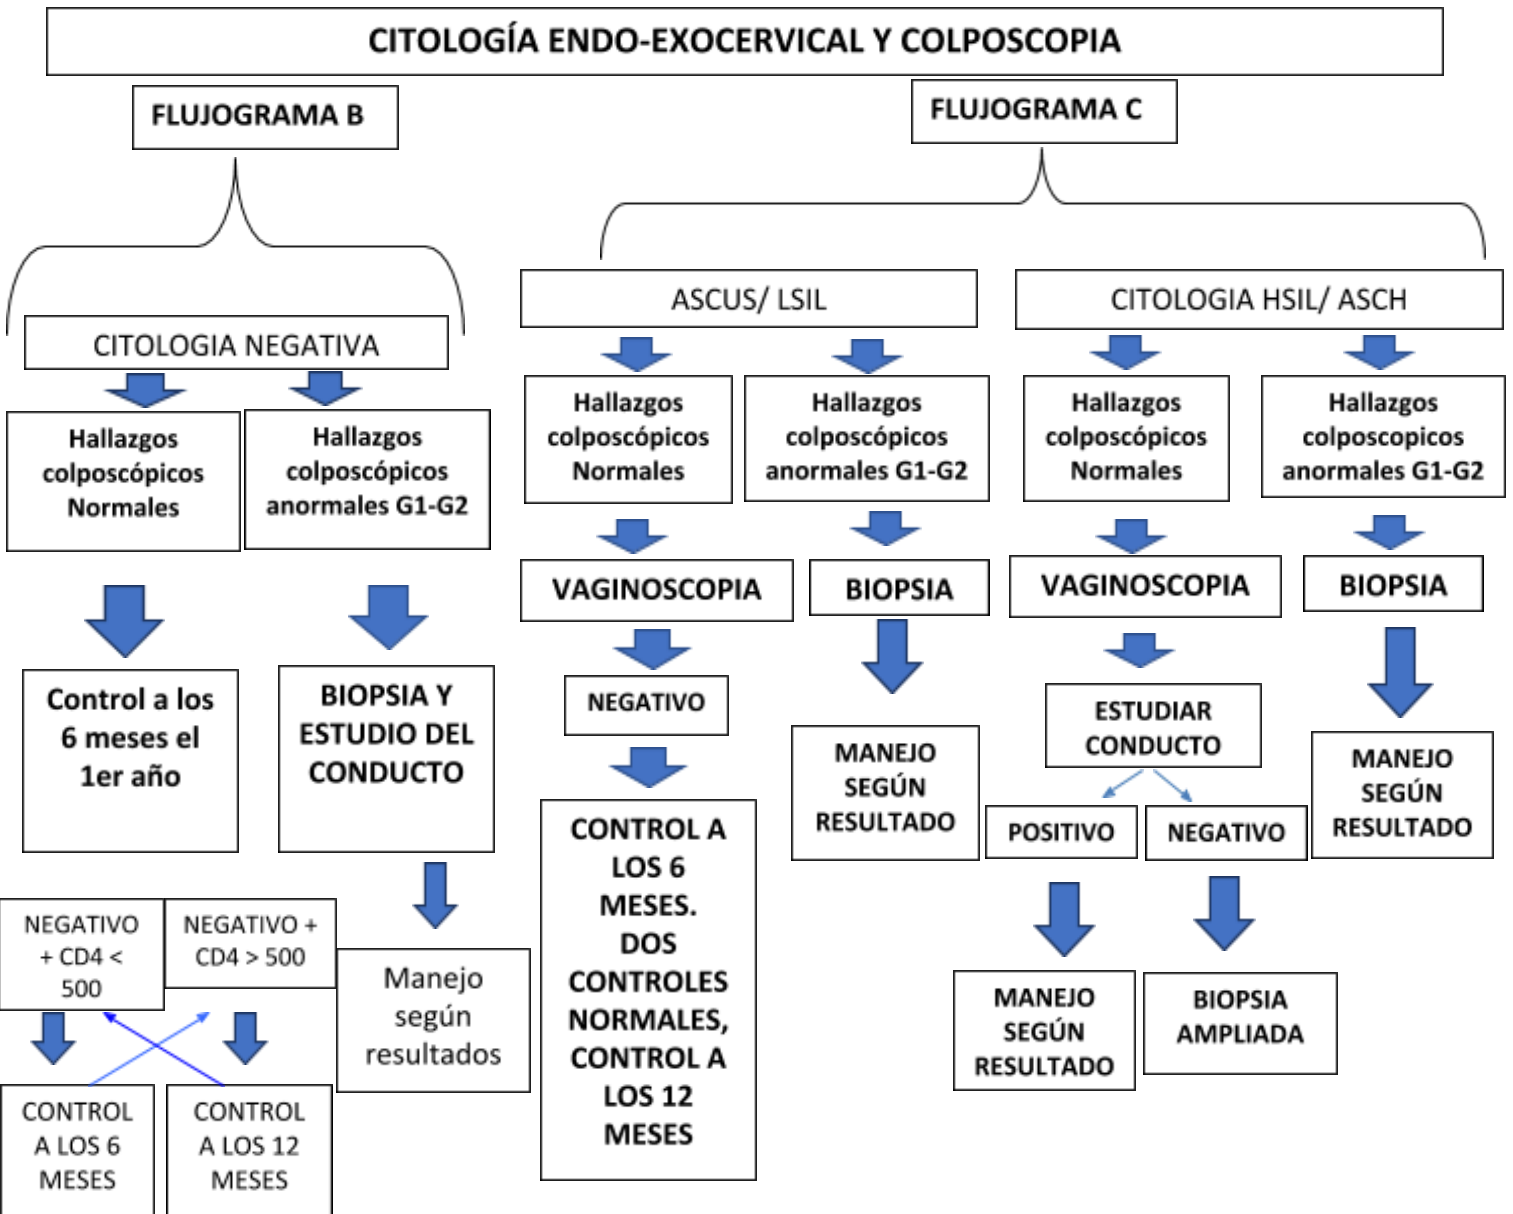 CITOLOGÍA ENDO-EXOCERVICAL Y COLPOSCOPIA
FLUJOGRAMA B
CITOLOGIA NEGATIVA
Hallazgos
colposcópicos
Normales
Control a los
6 meses el
1er año
NEGATIVO
+ CD4 <
500
NEGATIVO +
CD4 > 500
CONTROL
A LOS 6
MESES
CONTROL
A LOS 12
MESES
Hallazgos
colposcópicos
anormales G1-G2
BIOPSIA Y
ESTUDIO DEL
CONDUCTO
Manejo
según
resultados
FLUJOGRAMA C
ASCUS/ LSIL
Hallazgos
colposcópicos
Normales
VAGINOSCOPIA
NEGATIVO
CONTROL A
LOS 6
MESES.
DOS
CONTROLES
NORMALES,
CONTROL A
LOS 12
MESES
Hallazgos
colposcópicos
anormales G1-G2
BIOPSIA
MANEJO
SEGÚN
RESULTADO
CITOLOGIA HSIL/ ASCH
Hallazgos
colposcópicos
Normales
VAGINOSCOPIA
ESTUDIAR
CONDUCTO
POSITIVO
NEGATIVO
MANEJO
SEGÚN
RESULTADO
BIOPSIA
AMPLIADA
Hallazgos
colposcopicos
anormales G1-G2
BIOPSIA
MANEJO
SEGÚN
RESULTADO